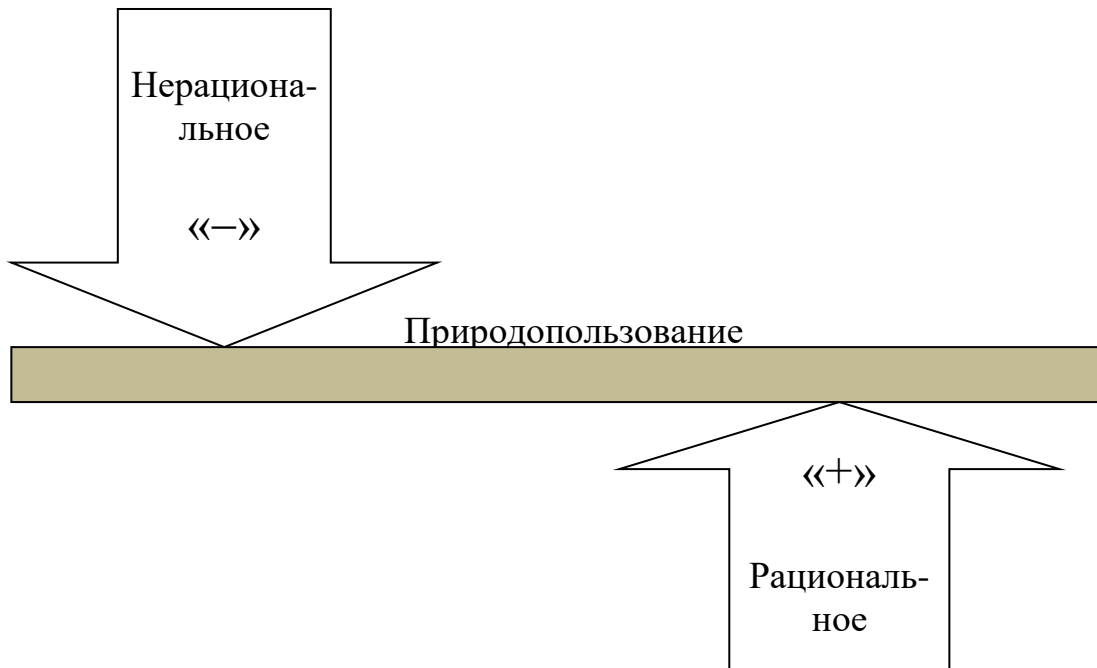 Нерациона-
льное
«–»
Природопользование
«+»
Рациональ-
ное